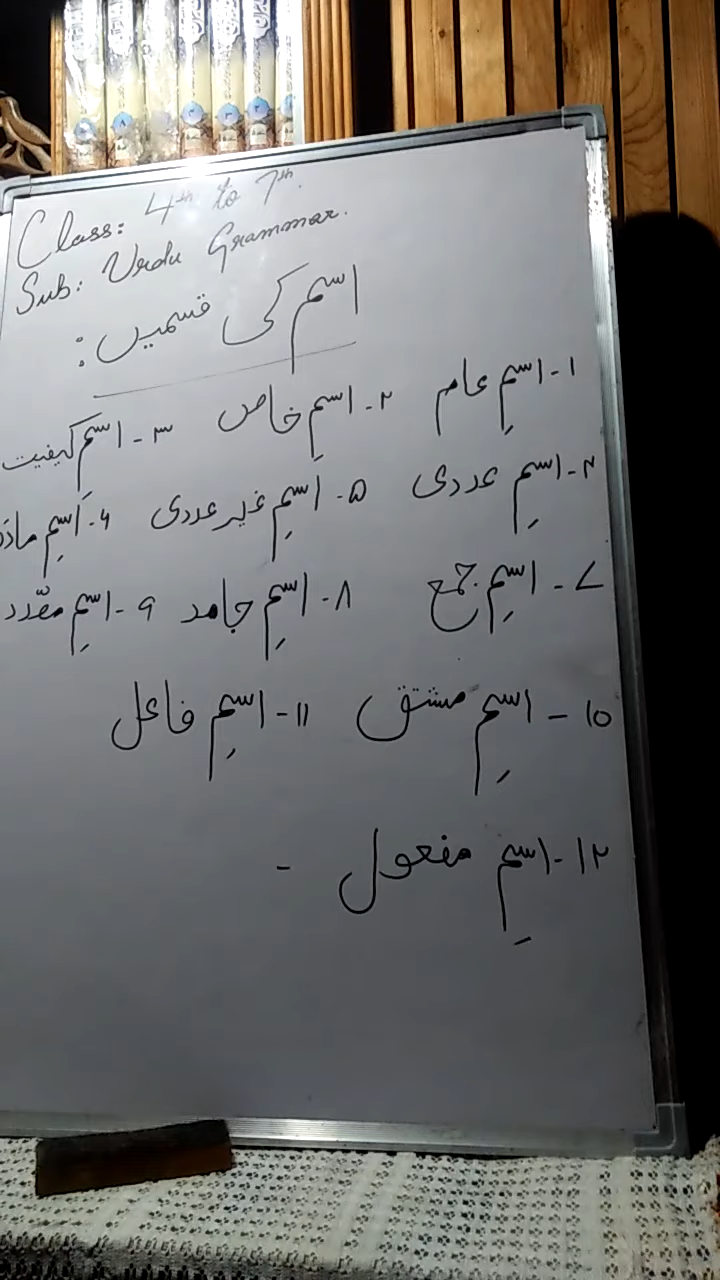 Class: 4th to 7th.
Sub: Urdu Grammar.
اسم کی قسمیں:
۱۔ اسمِ عام ۲۔ اسمِ خاص ۳۔ اسم کیفیت
۴۔ اسمِ عددی ۵۔ اسمِ غیر عددی ۶۔ اسمِ مادہ
۷۔ اسمِ جمع ۸۔ اسمِ جامد ۹۔ اسمِ
۱۰۔ اسمِ مشتق ۱۱۔ اسمِ فاعل
۱۲۔ اسمِ مفعول ۔